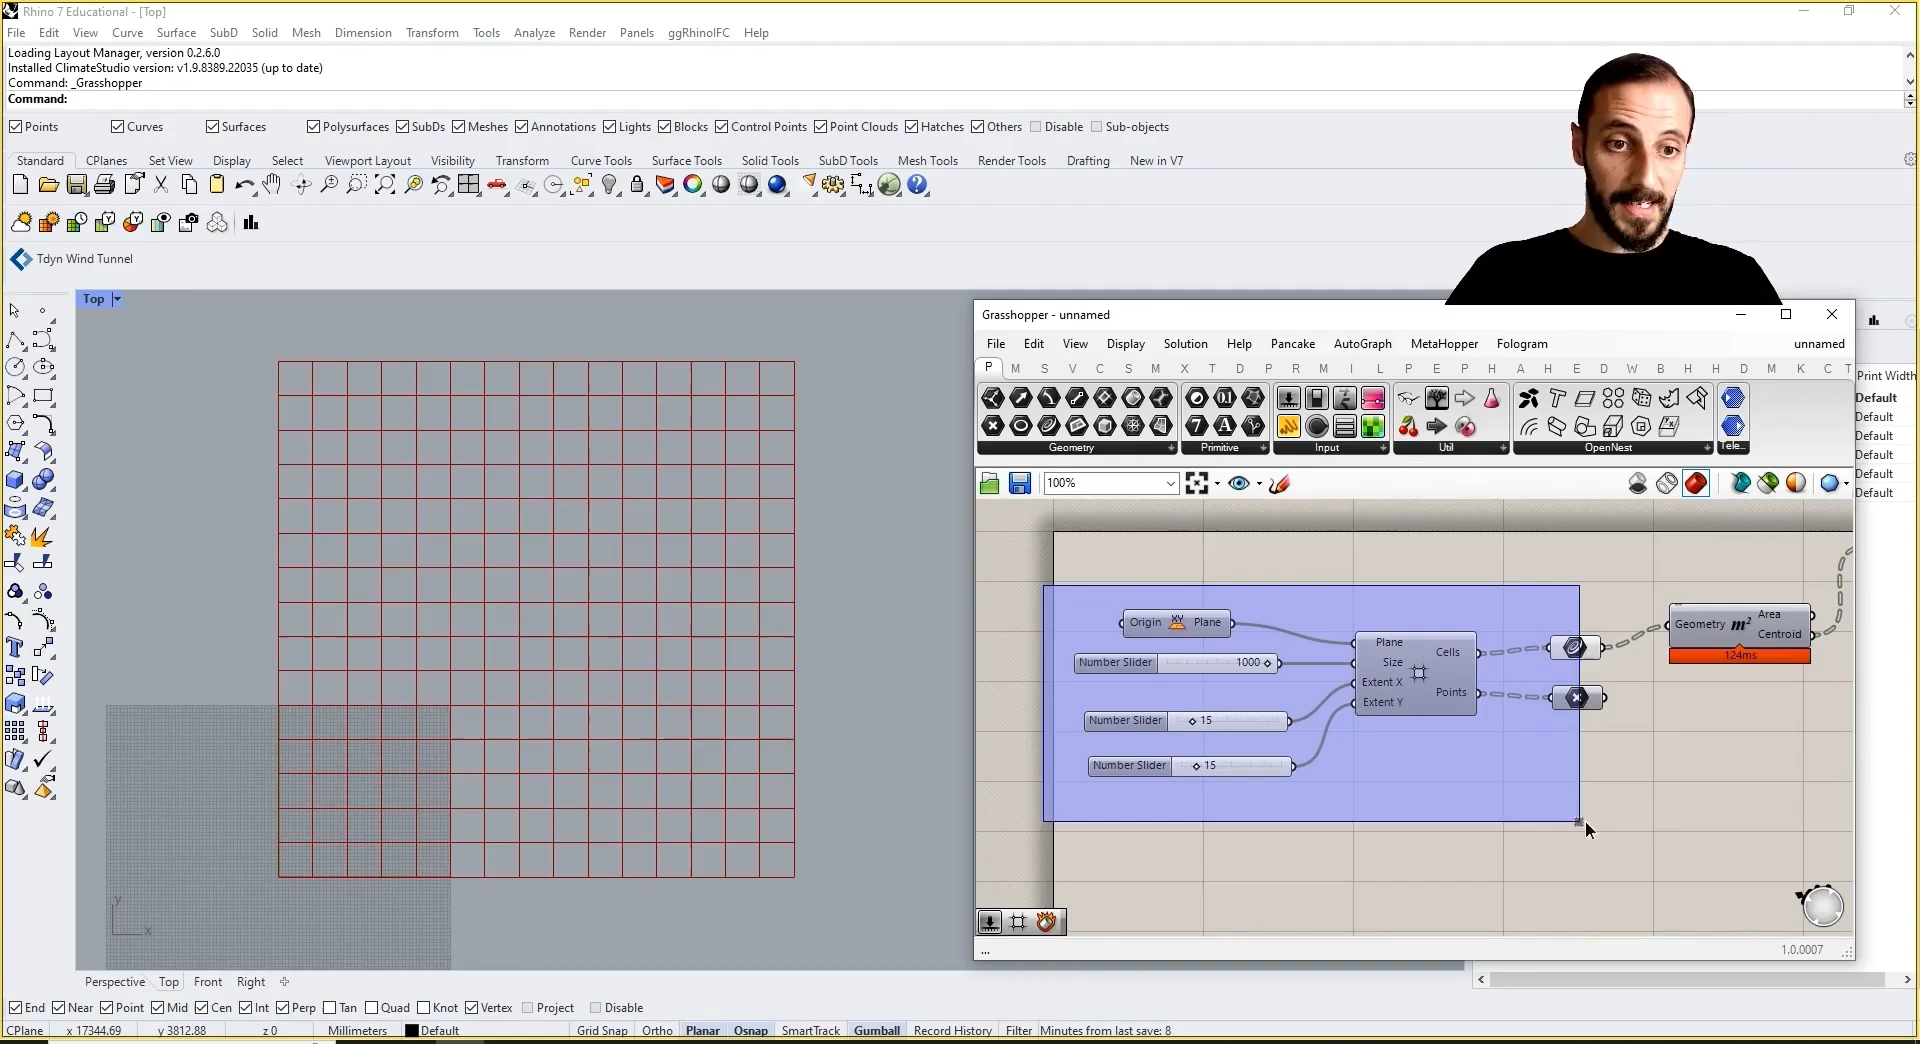 Rhino 7 Educational - [Top]
File Edit View Curve Surface SubD Solid Mesh Dimension Transform Tools Analyze Render Panels ggRhinoIFC Help
Loading Layout Manager, version 0.2.6.0
Installed ClimateStudio version: v1.9.8389.22035 (up to date)
Command: _Grasshopper
Command:
Points Curves Surfaces Polysurfaces SubDs Meshes Annotations Lights Blocks Control Points Point Clouds Hatches Others Disable Sub-objects
Standard CPlanes Set View Display Select Viewport Layout Visibility Transform Curve Tools Surface Tools Solid Tools SubD Tools Mesh Tools Render Tools Drafting New in V7
Tdyn Wind Tunnel
Top
Grasshopper - unnamed
File Edit View Display Solution Help Pancake AutoGraph MetaHopper Fologram unnamed
P M S V C S M X T D P R M I L P E P H A H E D W B H H D M K C T
Print Width
Default
Default
Default
Default
Default
Default
Geometry Primitive Input Util OpenNest Tele...
100%
Origin XY Plane
Number Slider 1000
Number Slider 15
Number Slider 15
Plane
Size
Extent X
Extent Y
Cells
Points
Geometry m² Area
Centroid
124ms
y
x
... 1.0.0007
Perspective Top Front Right
End Near Point Mid Cen Int Perp Tan Quad Knot Vertex Project Disable
CPlane x 17344.69 y 3812.88 z 0 Millimeters Default Grid Snap Ortho Planar Osnap SmartTrack Gumball Record History Filter Minutes from last save: 8